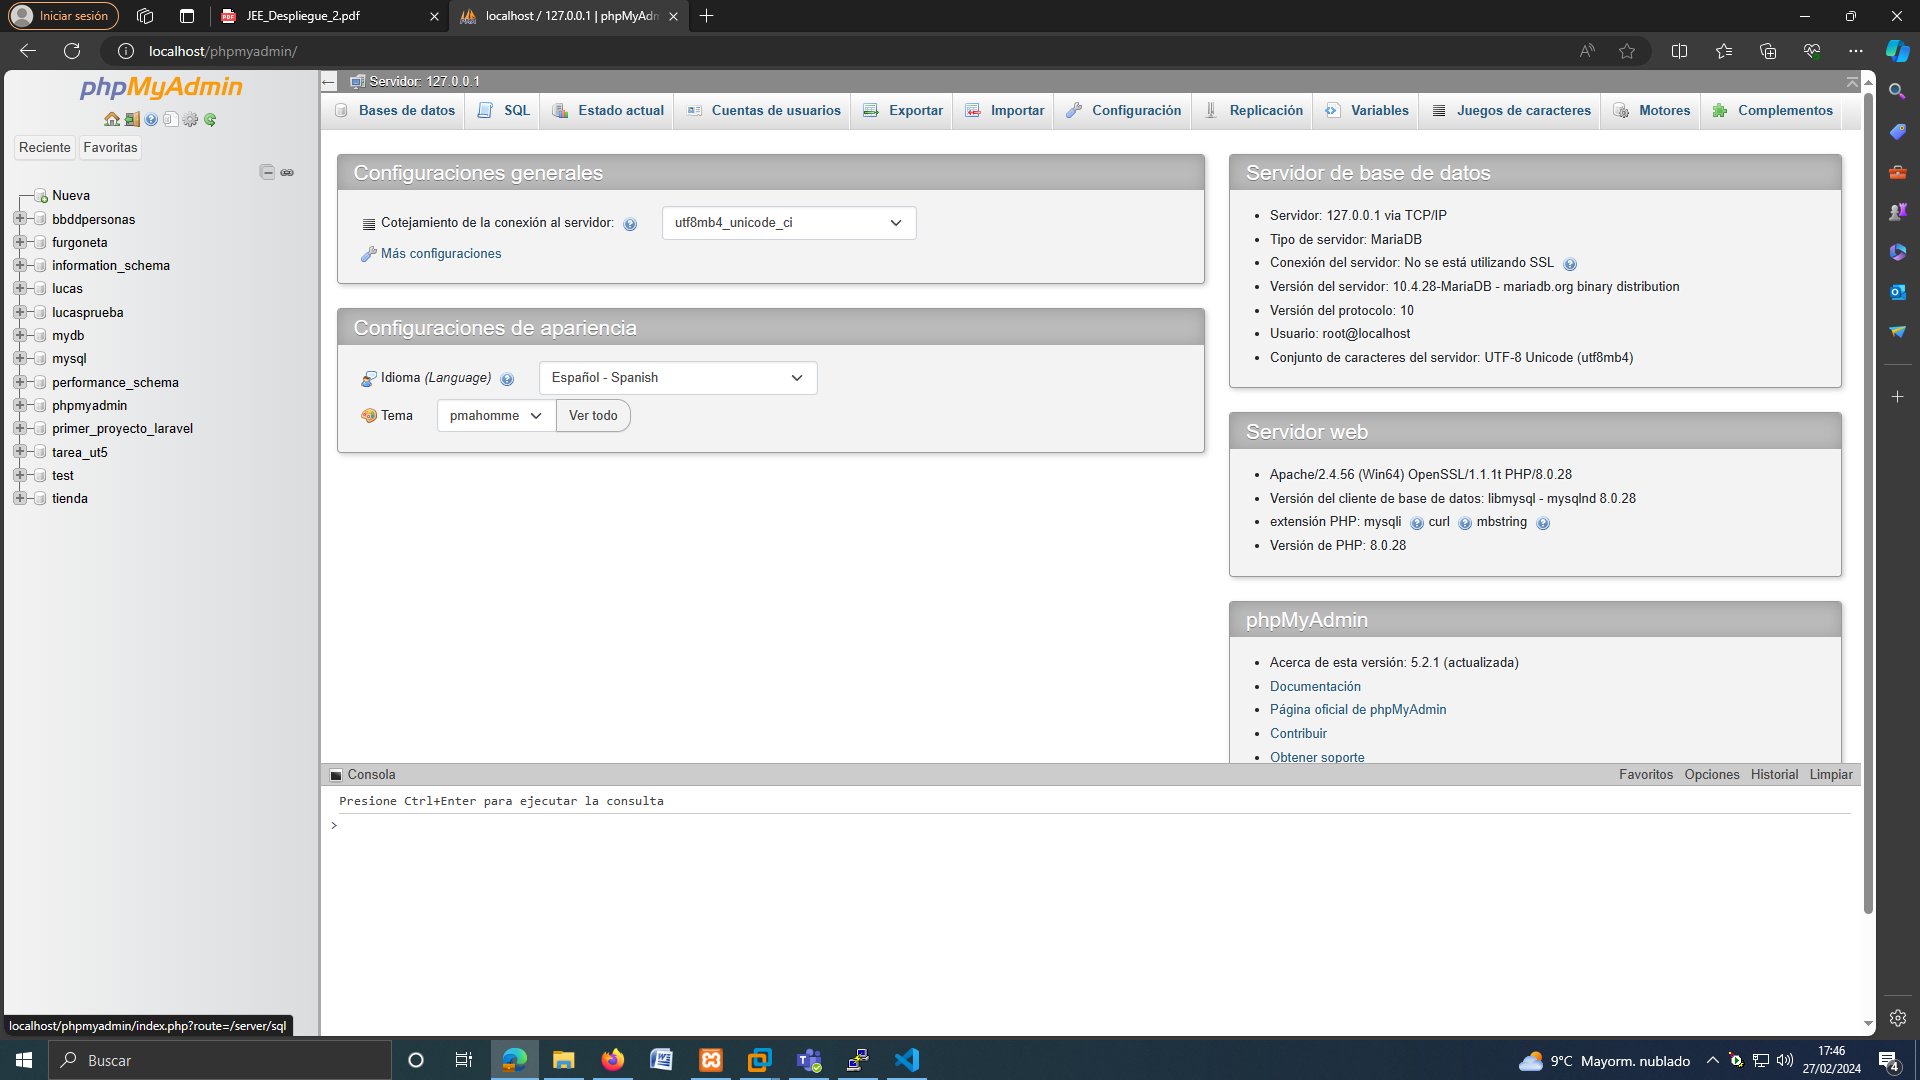 Iniciar sesión
JEE_Despliegue_2.pdf
localhost / 127.0.0.1 | phpMyAdm
localhost/phpmyadmin/
phpMyAdmin
Reciente
Favoritas
Nueva
bbddpersonas
furgoneta
information_schema
lucas
lucasprueba
mydb
mysql
performance_schema
phpmyadmin
primer_proyecto_laravel
tarea_ut5
test
tienda
localhost/phpmyadmin/index.php?route=/server/sql
Servidor: 127.0.0.1
Bases de datos
SQL
Estado actual
Cuentas de usuarios
Exportar
Importar
Configuración
Replicación
Variables
Juegos de caracteres
Motores
Complementos
Configuraciones generales
Cotejamiento de la conexión al servidor:
utf8mb4_unicode_ci
Más configuraciones
Configuraciones de apariencia
Idioma (Language)
Español - Spanish
Tema
pmahomme
Ver todo
Servidor de base de datos
Servidor: 127.0.0.1 via TCP/IP
Tipo de servidor: MariaDB
Conexión del servidor: No se está utilizando SSL
Versión del servidor: 10.4.28-MariaDB - mariadb.org binary distribution
Versión del protocolo: 10
Usuario: root@localhost
Conjunto de caracteres del servidor: UTF-8 Unicode (utf8mb4)
Servidor web
Apache/2.4.56 (Win64) OpenSSL/1.1.1t PHP/8.0.28
Versión del cliente de base de datos: libmysql - mysqlnd 8.0.28
extensión PHP: mysqli curl mbstring
Versión de PHP: 8.0.28
phpMyAdmin
Acerca de esta versión: 5.2.1 (actualizada)
Documentación
Página oficial de phpMyAdmin
Contribuir
Obtener soporte
Consola
Favoritos
Opciones
Historial
Limpiar
Presione Ctrl+Enter para ejecutar la consulta
>
Buscar
9°C Mayorm. nublado
17:46
27/02/2024
4